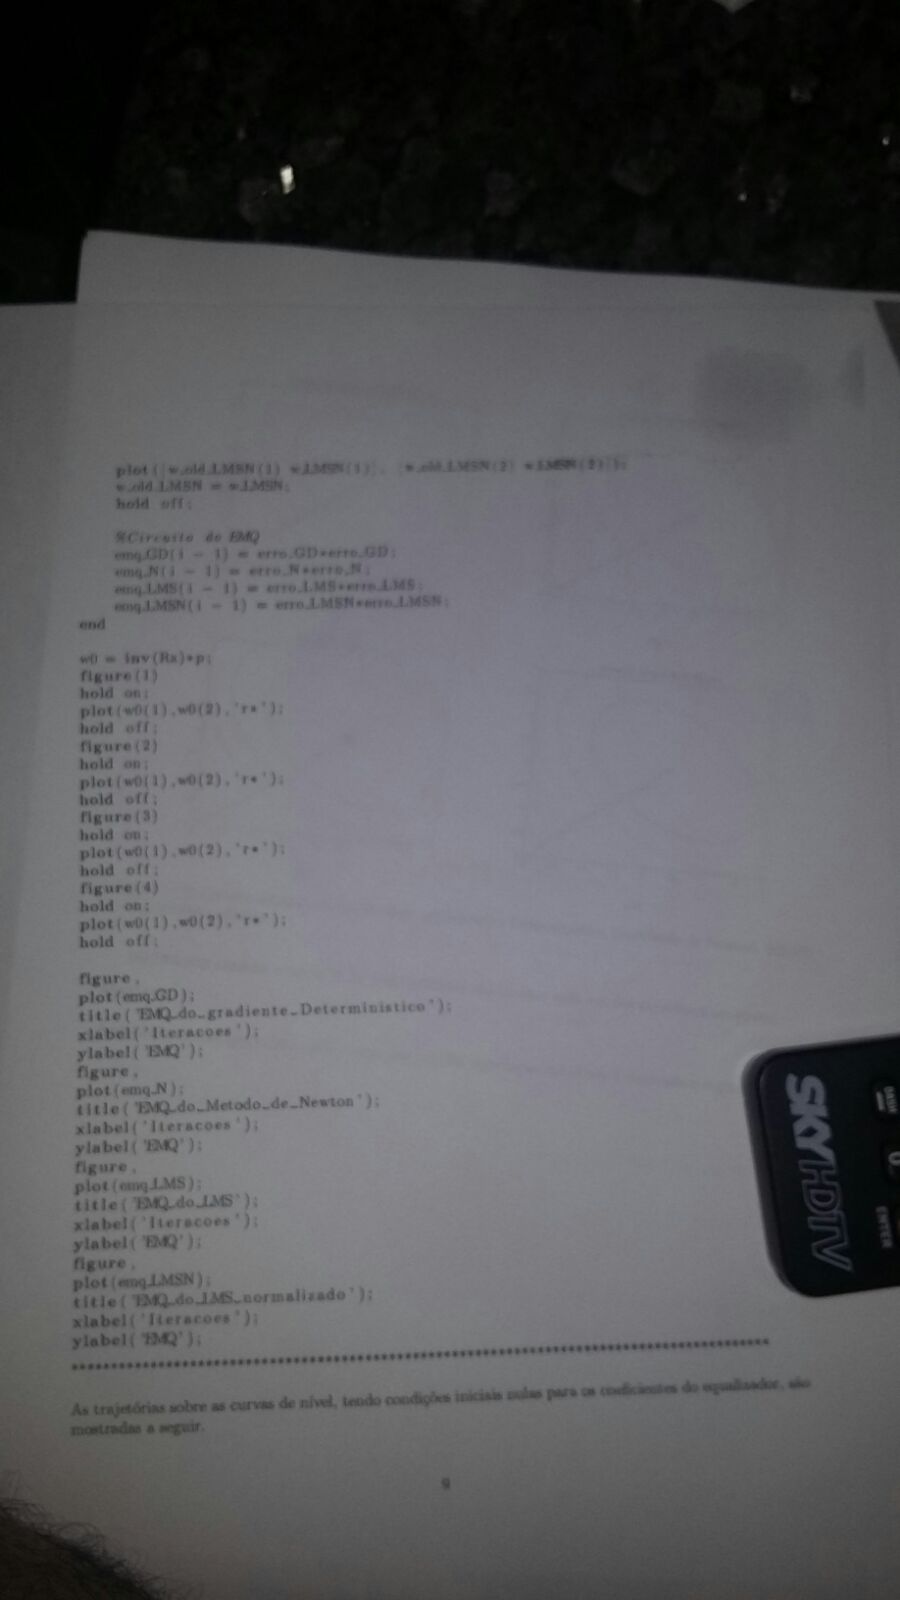 plot([w_old_LMSN(1) w_LMSN(1)], [w_old_LMSN(2) w_LMSN(2)]);
w_old_LMSN = w_LMSN;
hold off;
%Circuito do EMQ
emq_GD(i - 1) = erro_GD*erro_GD;
emq_N(i - 1) = erro_N*erro_N;
emq_LMS(i - 1) = erro_LMS*erro_LMS;
emq_LMSN(i - 1) = erro_LMSN*erro_LMSN;
end
w0 = inv(Rx)*p;
figure(1)
hold on;
plot(w0(1),w0(2),'r*');
hold off;
figure(2)
hold on;
plot(w0(1),w0(2),'r*');
hold off;
figure(3)
hold on;
plot(w0(1),w0(2),'r*');
hold off;
figure(4)
hold on;
plot(w0(1),w0(2),'r*');
hold off;
figure,
plot(emq_GD);
title('EMQ_do_gradiente_Deterministico');
xlabel('Iteracoes');
ylabel('EMQ');
figure,
plot(emq_N);
title('EMQ_do_Metodo_de_Newton');
xlabel('Iteracoes');
ylabel('EMQ');
figure,
plot(emq_LMS);
title('EMQ_do_LMS');
xlabel('Iteracoes');
ylabel('EMQ');
figure,
plot(emq_LMSN);
title('EMQ_do_LMS_normalizado');
xlabel('Iteracoes');
ylabel('EMQ');
As trajetórias sobre as curvas de nível, tendo condições iniciais nulas para os coeficientes do equalizador, são
mostradas a seguir.
9
SKY HDTV
ENTER